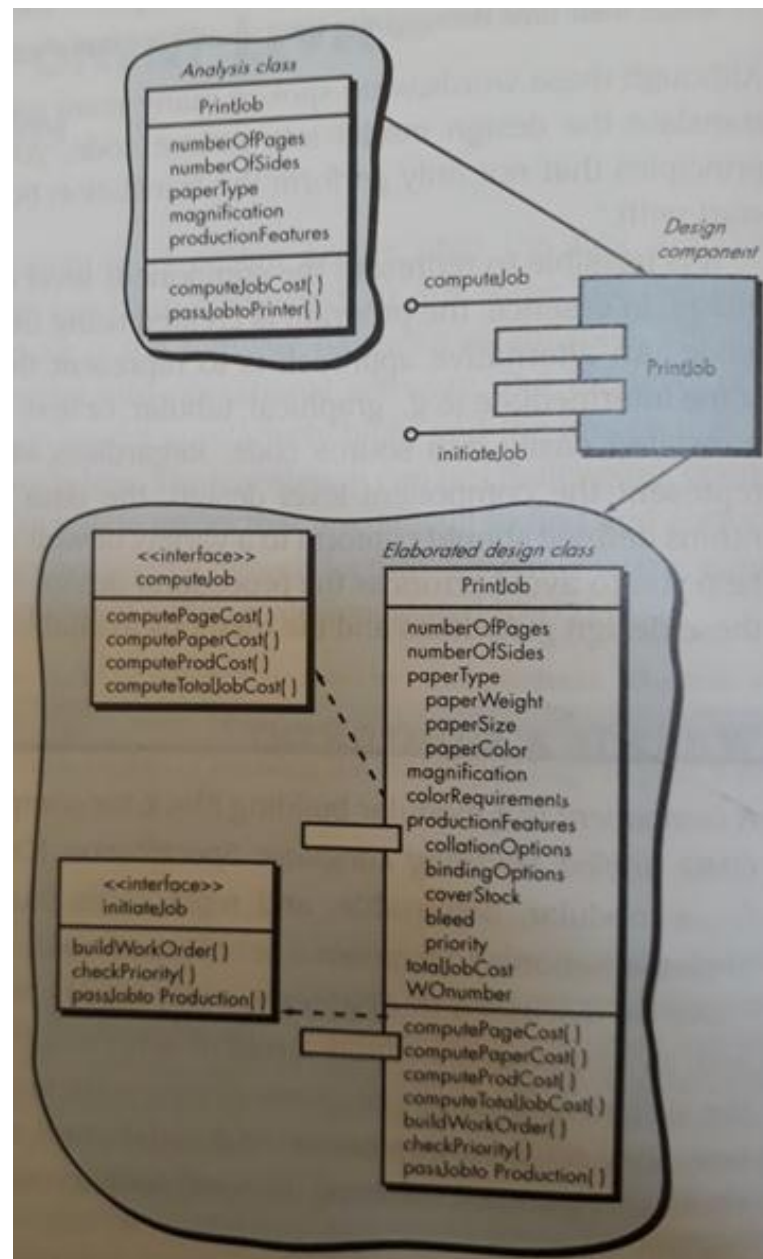 Analysis class
PrintJob
numberOfPages
numberOfSides
paperType
magnification
productionFeatures
computeJobCost( )
passJobtoPrinter( )
Design
component
computeJob
PrintJob
initiateJob
<<interface>>
computeJob
computePageCost( )
computePaperCost( )
computeProdCost( )
computeTotalJobCost( )
<<interface>>
initiateJob
buildWorkOrder( )
checkPriority( )
passJobto Production( )
Elaborated design class
PrintJob
numberOfPages
numberOfSides
paperType
paperWeight
paperSize
paperColor
magnification
colorRequirements
productionFeatures
collationOptions
bindingOptions
coverStock
bleed
priority
totalJobCost
WOnumber
computePageCost( )
computePaperCost( )
computeProdCost( )
computeTotalJobCost( )
buildWorkOrder( )
checkPriority( )
passJobto Production( )